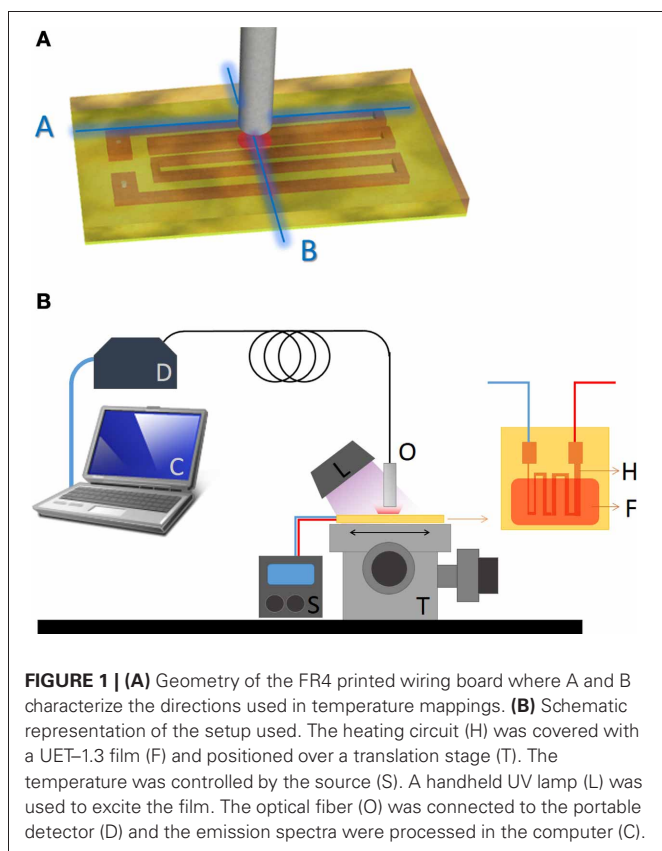 A
A
B
B
D
C
L
O
S
T
H
F
FIGURE 1 | (A) Geometry of the FR4 printed wiring board where A and B
characterize the directions used in temperature mappings. (B) Schematic
representation of the setup used. The heating circuit (H) was covered with
a UET–1.3 film (F) and positioned over a translation stage (T). The
temperature was controlled by the source (S). A handheld UV lamp (L) was
used to excite the film. The optical fiber (O) was connected to the portable
detector (D) and the emission spectra were processed in the computer (C).